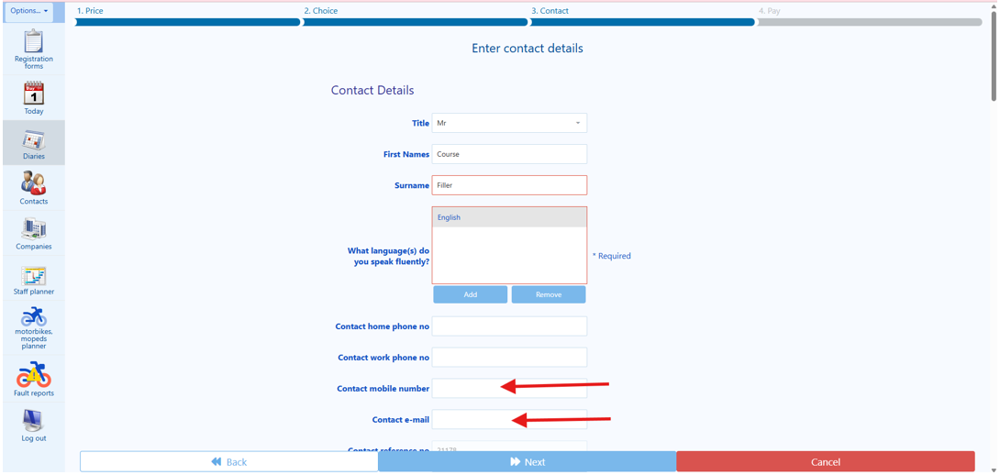 Options...
1. Price
2. Choice
3. Contact
4. Pay
Registration forms
Day
1
Today
Diaries
Contacts
Companies
Staff planner
motorbikes, mopeds planner
Fault reports
Log out
Enter contact details
Contact Details
Title Mr
First Names Course
Surname Filler
English
What language(s) do
you speak fluently?
* Required
Add Remove
Contact home phone no
Contact work phone no
Contact mobile number
Contact e-mail
Contact reference no 21178
Back Next Cancel